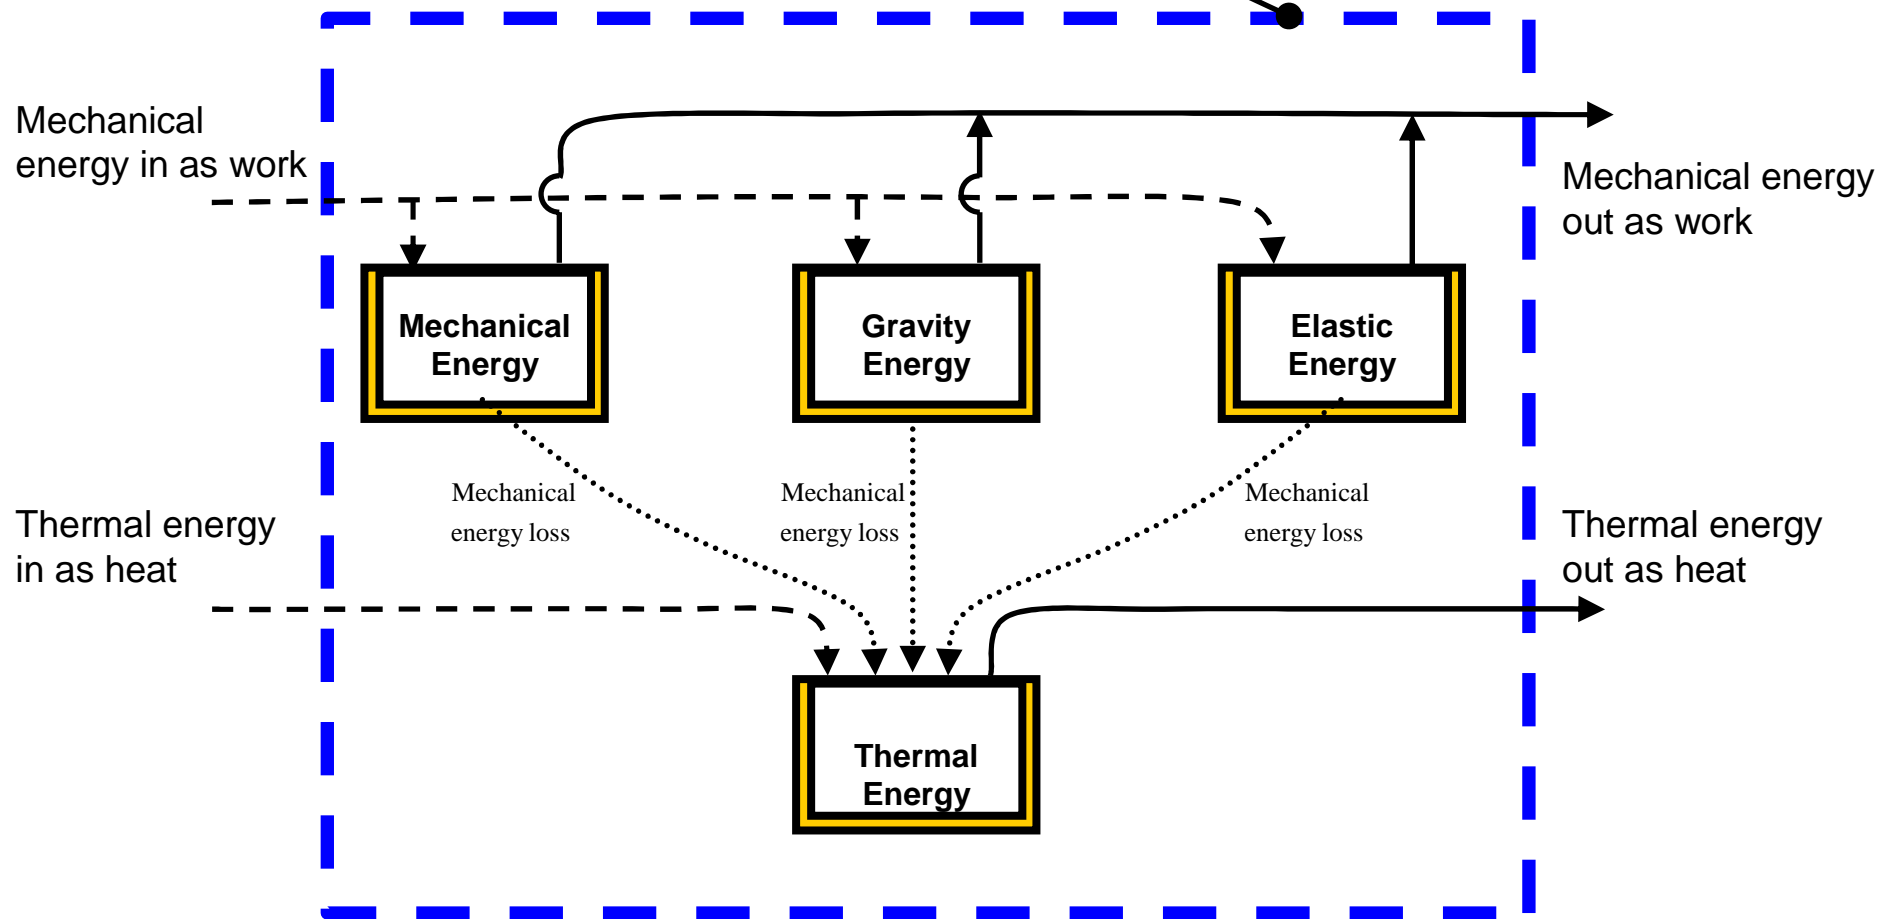 Mechanical
energy in as work
Mechanical energy
out as work
Mechanical
Energy
Gravity
Energy
Elastic
Energy
Mechanical
energy loss
Mechanical
energy loss
Mechanical
energy loss
Thermal energy
in as heat
Thermal energy
out as heat
Thermal
Energy